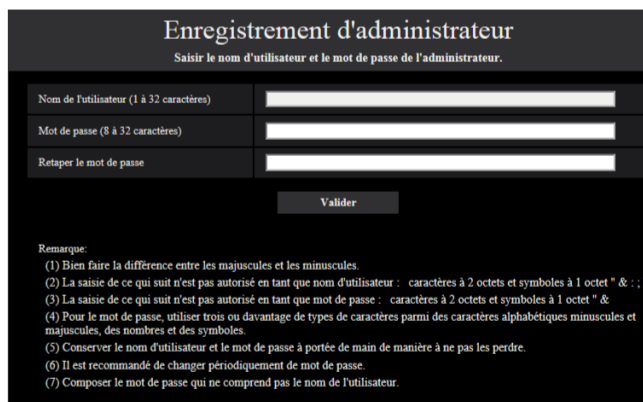 Enregistrement d'administrateur
Saisir le nom d'utilisateur et le mot de passe de l'administrateur.
Nom de l'utilisateur (1 à 32 caractères)
Mot de passe (8 à 32 caractères)
Retaper le mot de passe
Valider
Remarque:
(1) Bien faire la différence entre les majuscules et les minuscules.
(2) La saisie de ce qui suit n'est pas autorisé en tant que nom d'utilisateur : caractères à 2 octets et symboles à 1 octet " & : ;
(3) La saisie de ce qui suit n'est pas autorisé en tant que mot de passe : caractères à 2 octets et symboles à 1 octet " &
(4) Pour le mot de passe, utiliser trois ou davantage de types de caractères parmi des caractères alphabétiques minuscules et
majuscules, des nombres et des symboles.
(5) Conserver le nom d'utilisateur et le mot de passe à portée de main de manière à ne pas les perdre.
(6) Il est recommandé de changer périodiquement de mot de passe.
(7) Composer le mot de passe qui ne comprend pas le nom de l'utilisateur.